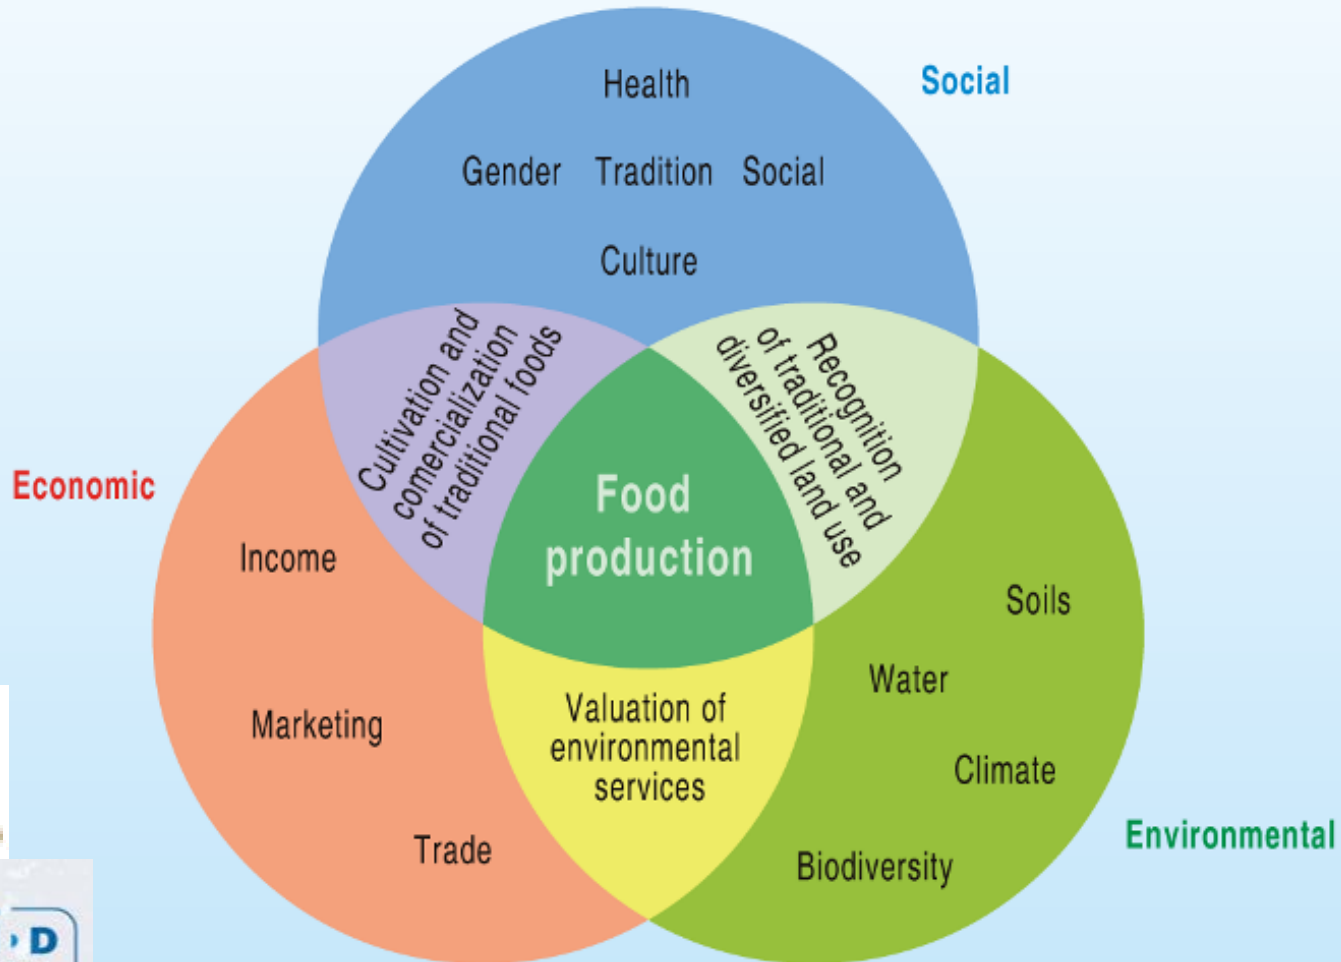 Health
Social
Gender Tradition Social
Culture
Cultivation and
comercialization
of traditional foods
Recognition
of traditional and
diversified land use
Economic
Food
production
Income
Soils
Water
Marketing
Valuation of
environmental
services
Climate
Trade
Environmental
Biodiversity
D